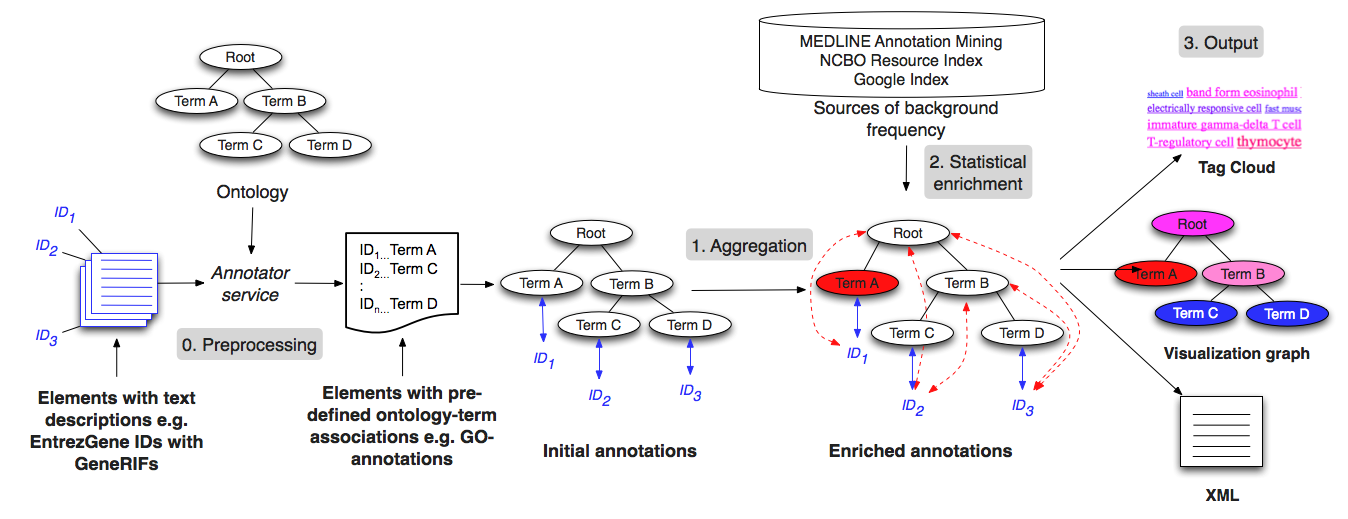 Root
Term A
Term B
Term C
Term D
Ontology
ID1
ID2
ID3
Annotator
service
0. Preprocessing
Elements with text
descriptions e.g.
EntrezGene IDs with
GeneRIFs
ID1...Term A
ID2...Term C
:
IDn...Term D
Elements with pre-
defined ontology-term
associations e.g. GO-
annotations
Root
Term A
Term B
Term C
Term D
ID1
ID2
ID3
Initial annotations
1. Aggregation
MEDLINE Annotation Mining
NCBO Resource Index
Google Index
Sources of background
frequency
2. Statistical
enrichment
Root
Term A
Term B
Term C
Term D
ID1
ID2
ID3
Enriched annotations
3. Output
sheath cell band form eosinophil
electrically responsive cell fast musc
immature gamma-delta T cell
T-regulatory cell thymocyte
Tag Cloud
Root
Term A
Term B
Term C
Term D
Visualization graph
XML